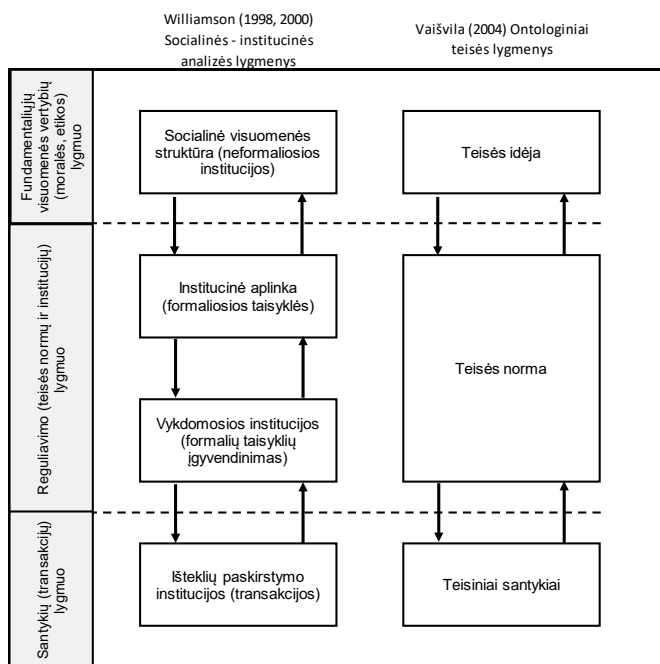 Williamson (1998, 2000)
Socialinės - institucinės
analizės lygmenys
Vaišvila (2004) Ontologiniai
teisės lygmenys
Fundamentaliųjų
visuomenės vertybių
(moralės, etikos)
lygmuo
Socialinė visuomenės
struktūra (neformaliosios
institucijos)
Teisės idėja
Reguliavimo (teisės normų ir institucijų)
lygmuo
Institucinė aplinka
(formaliosios taisyklės)
Teisės norma
Vykdomosios institucijos
(formalių taisyklių
įgyvendinimas)
Santykių (transakcijų)
lygmuo
Išteklių paskirstymo
institucijos (transakcijos)
Teisiniai santykiai